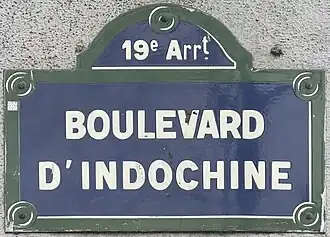 19e Arrt.
BOULEVARD
D'INDOCHINE